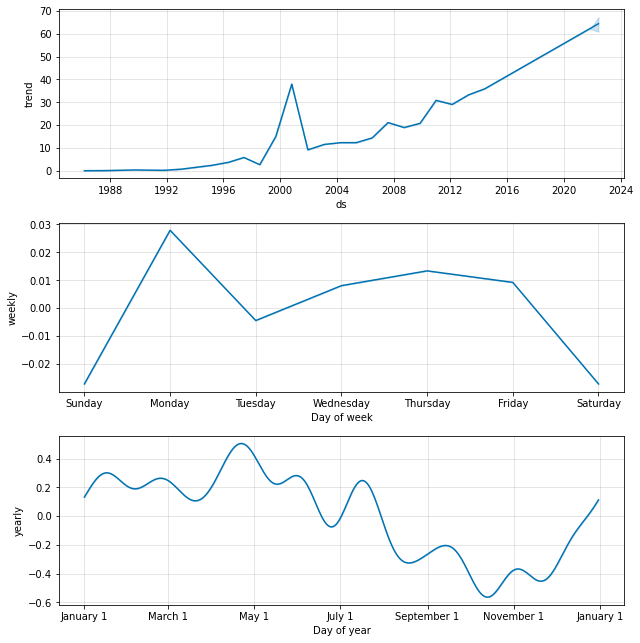 70
60
50
40
30
20
10
0
trend
1988 1992 1996 2000 2004 2008 2012 2016 2020 2024
ds
0.03
0.02
0.01
0.00
−0.01
−0.02
weekly
Sunday Monday Tuesday Wednesday Thursday Friday Saturday
Day of week
0.4
0.2
0.0
−0.2
−0.4
−0.6
yearly
January 1 March 1 May 1 July 1 September 1 November 1 January 1
Day of year